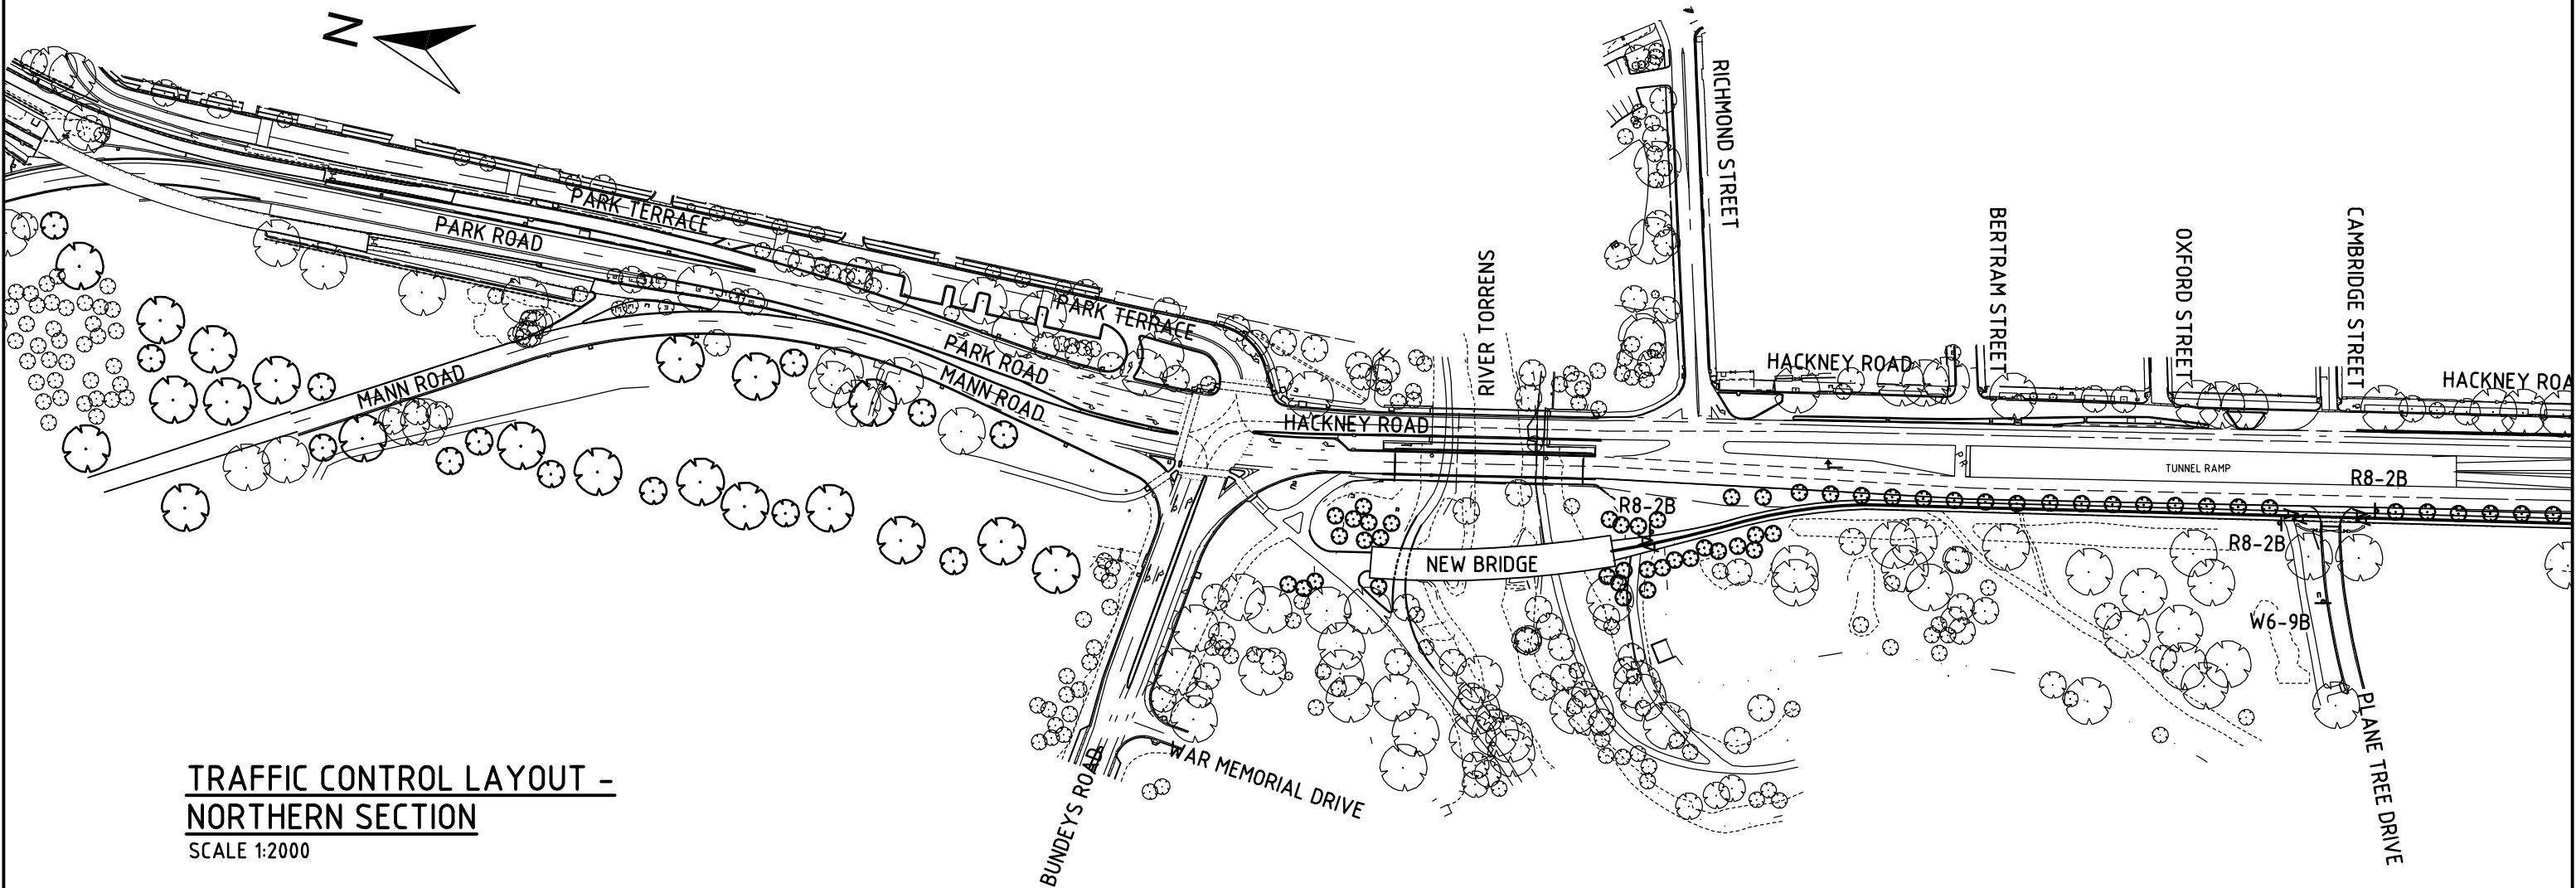 N
RICHMOND STREET
PARK TERRACE
PARK ROAD
BERTRAM STREET
OXFORD STREET
CAMBRIDGE STREET
RIVER TORRENS
PARK TERRACE
PARK ROAD
HACKNEY ROAD
HACKNEY ROA
MANN ROAD
MANN ROAD
HACKNEY ROAD
TUNNEL RAMP
R8-2B
R8-2B
R8-2B
NEW BRIDGE
W6-9B
PLANE TREE DRIVE
WAR MEMORIAL DRIVE
BUNDEYS ROAD
TRAFFIC CONTROL LAYOUT -
NORTHERN SECTION
SCALE 1:2000